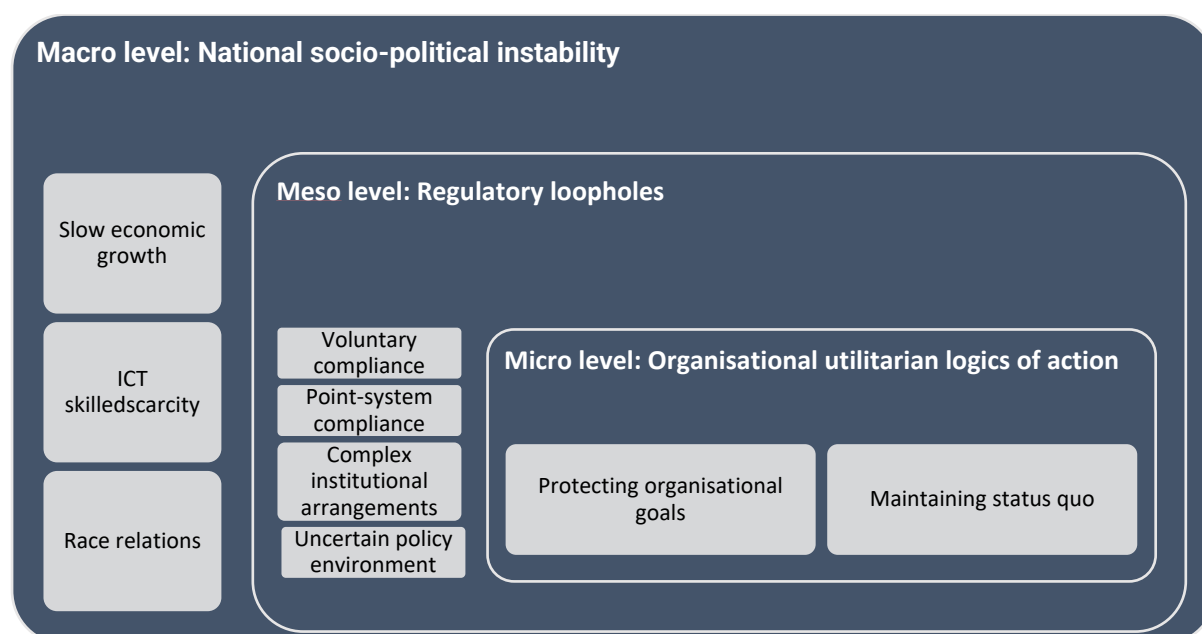 Macro level: National socio-political instability
Slow economic
growth
ICT
skilledscarcity
Race relations
Meso level: Regulatory loopholes
Voluntary
compliance
Point-system
compliance
Complex
institutional
arrangements
Uncertain policy
environment
Micro level: Organisational utilitarian logics of action
Protecting organisational
goals
Maintaining status quo